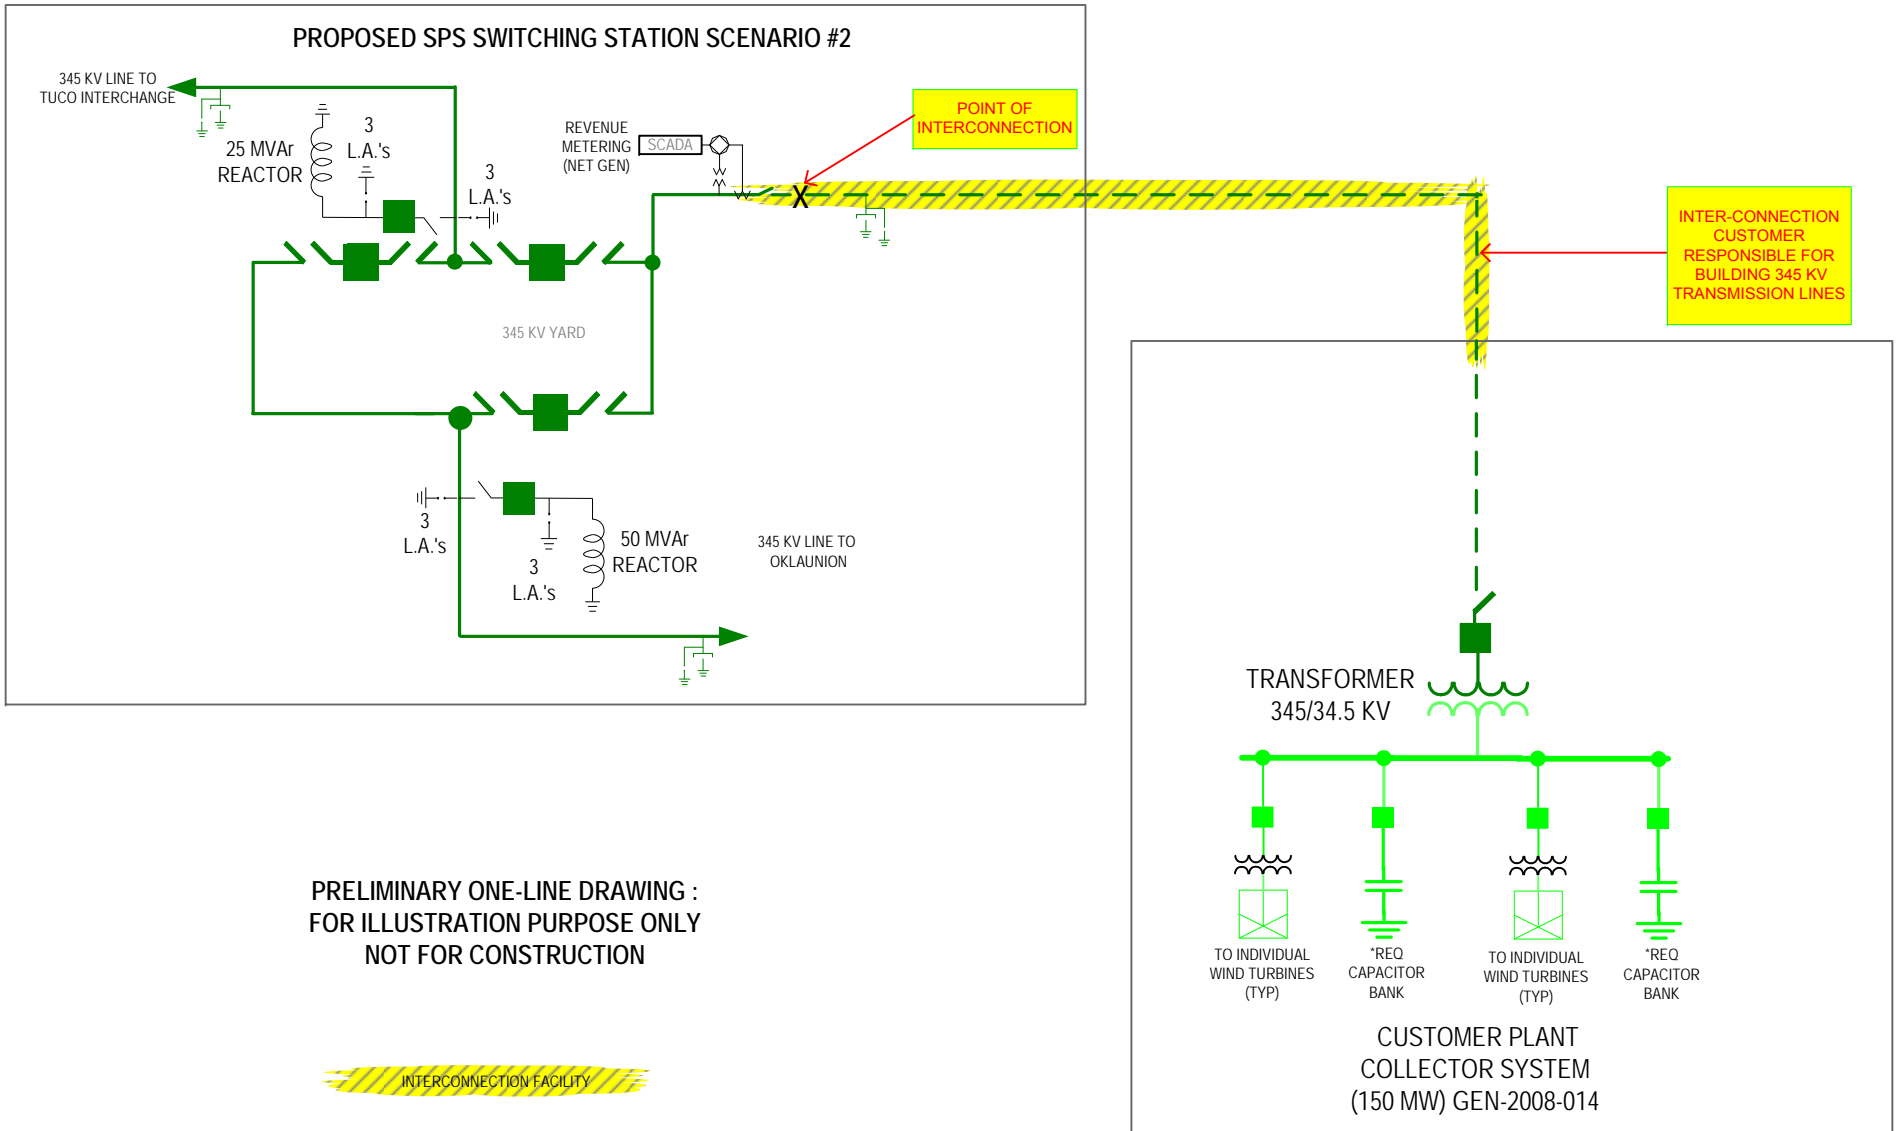 PROPOSED SPS SWITCHING STATION SCENARIO #2
345 KV LINE TO
TUCO INTERCHANGE
25 MVAr
REACTOR
3
L.A.'s
3
L.A.'s
REVENUE
METERING
(NET GEN)
SCADA
POINT OF
INTERCONNECTION
X
INTER-CONNECTION
CUSTOMER
RESPONSIBLE FOR
BUILDING 345 KV
TRANSMISSION LINES
345 KV YARD
3
L.A.'s
3
L.A.'s
50 MVAr
REACTOR
345 KV LINE TO
OKLAUNION
TRANSFORMER
345/34.5 KV
TO INDIVIDUAL
WIND TURBINES
(TYP)
*REQ
CAPACITOR
BANK
TO INDIVIDUAL
WIND TURBINES
(TYP)
*REQ
CAPACITOR
BANK
CUSTOMER PLANT
COLLECTOR SYSTEM
(150 MW) GEN-2008-014
PRELIMINARY ONE-LINE DRAWING :
FOR ILLUSTRATION PURPOSE ONLY
NOT FOR CONSTRUCTION
INTERCONNECTION FACILITY